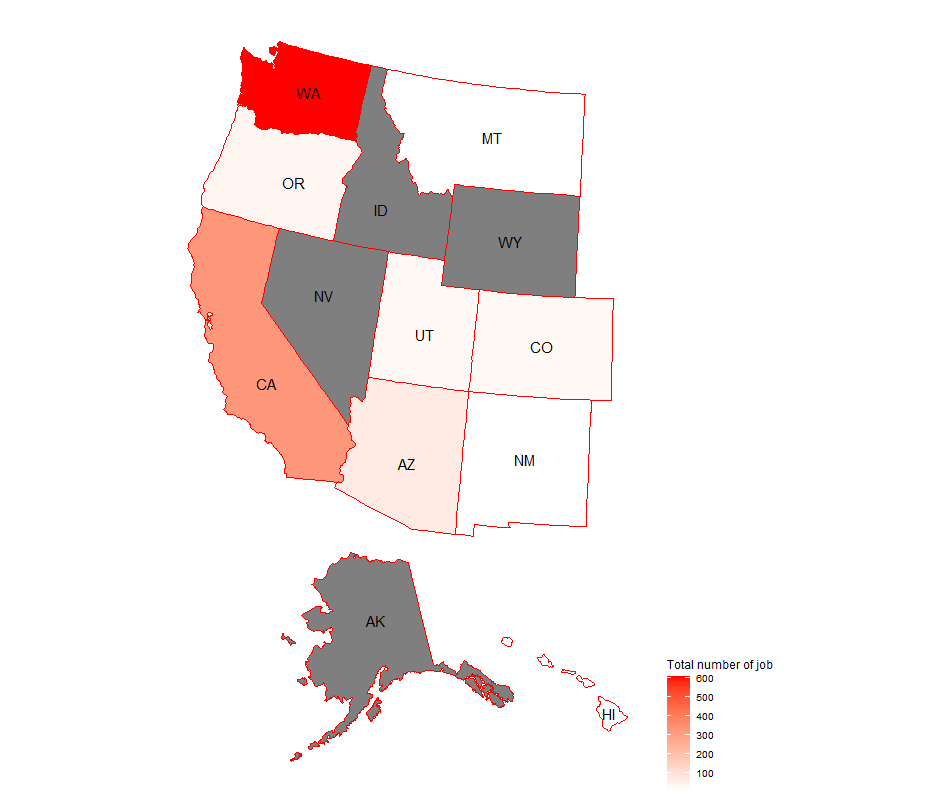 WA
MT
OR
ID
WY
NV
UT
CO
CA
AZ
NM
AK
HI
Total number of job
600
500
400
300
200
100